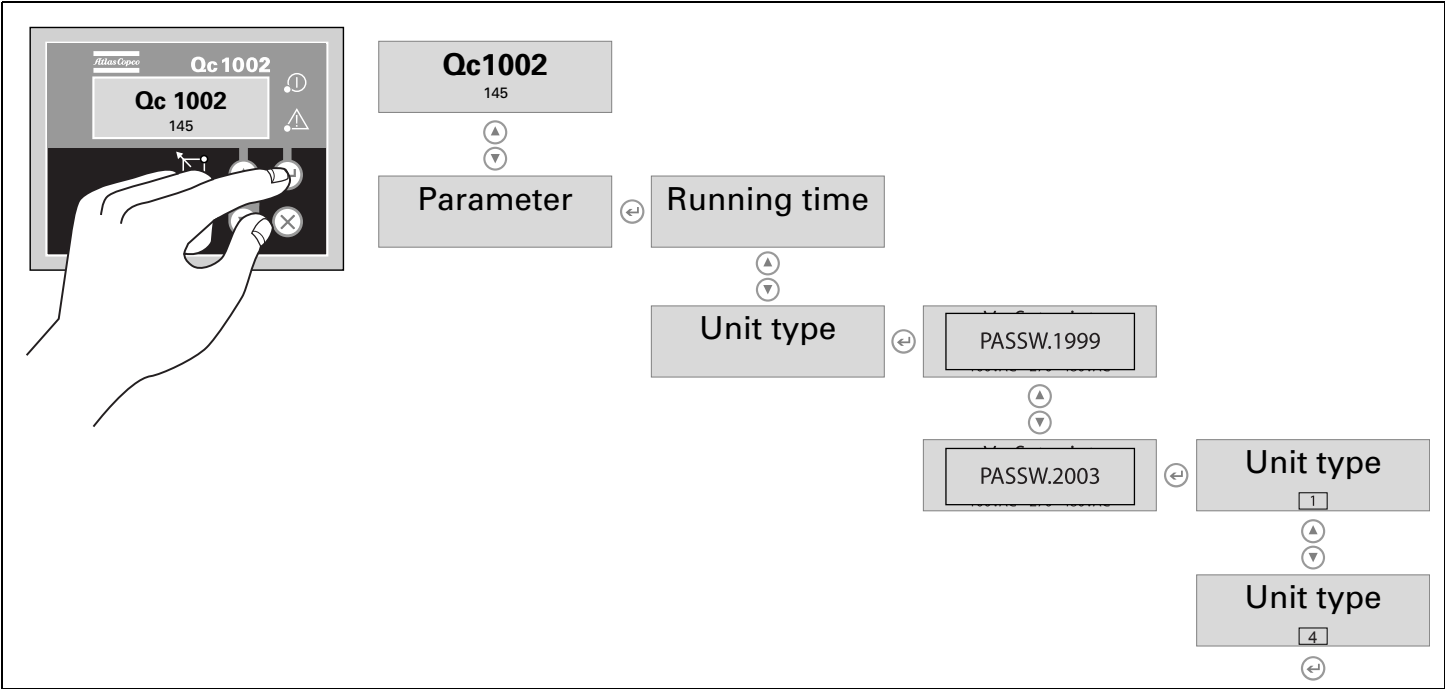 Atlas Copco
Qc1002
Qc 1002
145
Qc1002
145
Parameter
Running time
Unit type
PASSW.1999
PASSW.2003
Unit type
1
Unit type
4